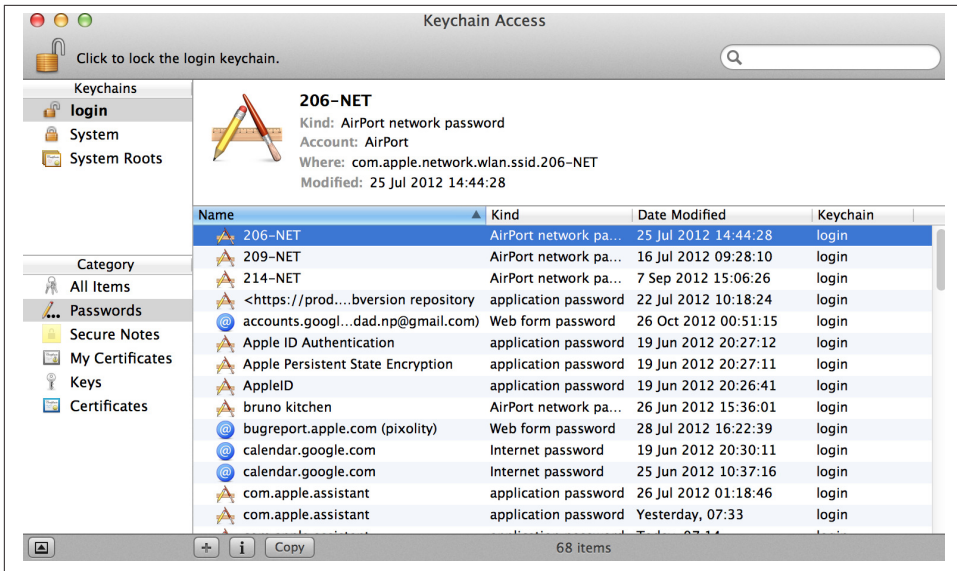 Keychain Access
Click to lock the login keychain.
Keychains
login
System
System Roots
206-NET
Kind: AirPort network password
Account: AirPort
Where: com.apple.network.wlan.ssid.206-NET
Modified: 25 Jul 2012 14:44:28
Name Kind Date Modified Keychain
206-NET AirPort network pa... 25 Jul 2012 14:44:28 login
209-NET AirPort network pa... 16 Jul 2012 09:28:10 login
214-NET AirPort network pa... 7 Sep 2012 15:06:26 login
<https://prod....bversion repository application password 22 Jul 2012 10:18:24 login
accounts.googl...dad.np@gmail.com) Web form password 26 Oct 2012 00:51:15 login
Apple ID Authentication application password 19 Jun 2012 20:27:12 login
Apple Persistent State Encryption application password 19 Jun 2012 20:27:11 login
AppleID application password 19 Jun 2012 20:26:41 login
bruno kitchen AirPort network pa... 26 Jun 2012 15:36:01 login
bugreport.apple.com (pixolity) Web form password 28 Jul 2012 16:22:39 login
calendar.google.com Internet password 19 Jun 2012 20:30:11 login
calendar.google.com Internet password 25 Jun 2012 10:37:16 login
com.apple.assistant application password 26 Jul 2012 01:18:46 login
com.apple.assistant application password Yesterday, 07:33 login
Category
All Items
Passwords
Secure Notes
My Certificates
Keys
Certificates
Copy
68 items